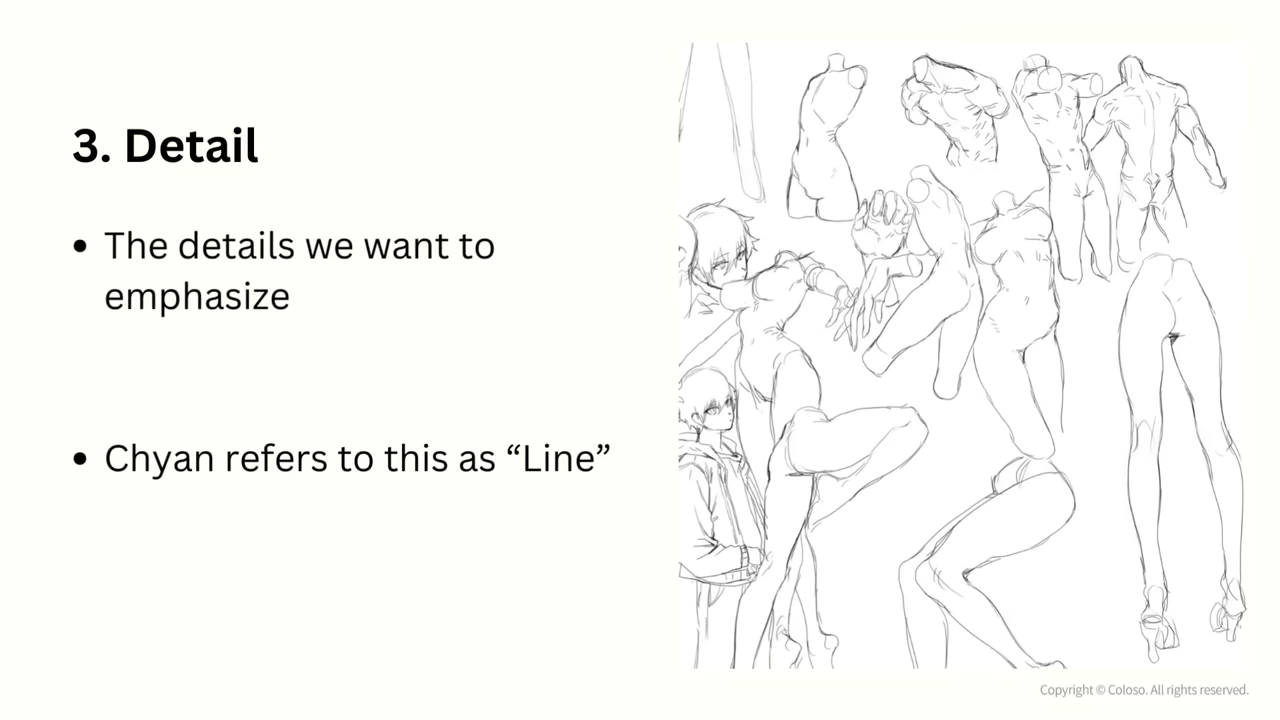 3. Detail
• The details we want to
emphasize
• Chyan refers to this as “Line”
Copyright © Coloso. All rights reserved.